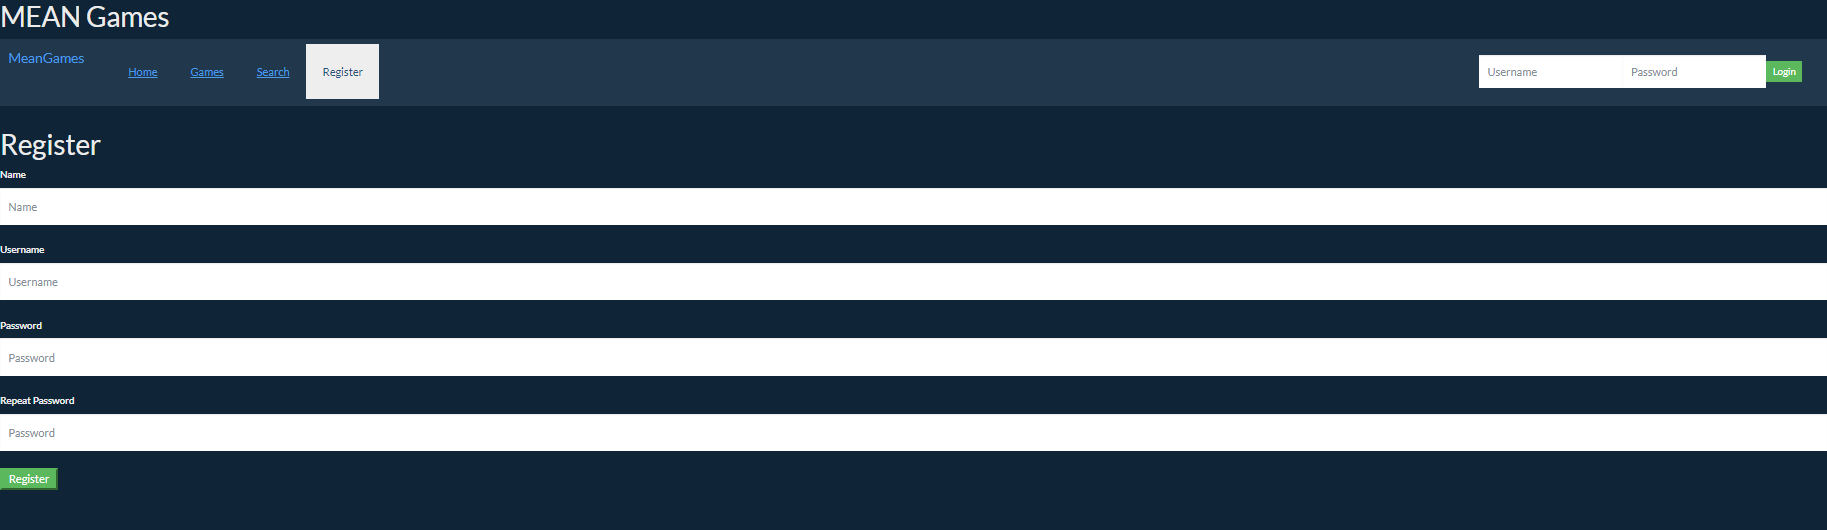 MEAN Games
MeanGames Home Games Search Register Username Password Login
Register
Name
Name
Username
Username
Password
Password
Repeat Password
Password
Register